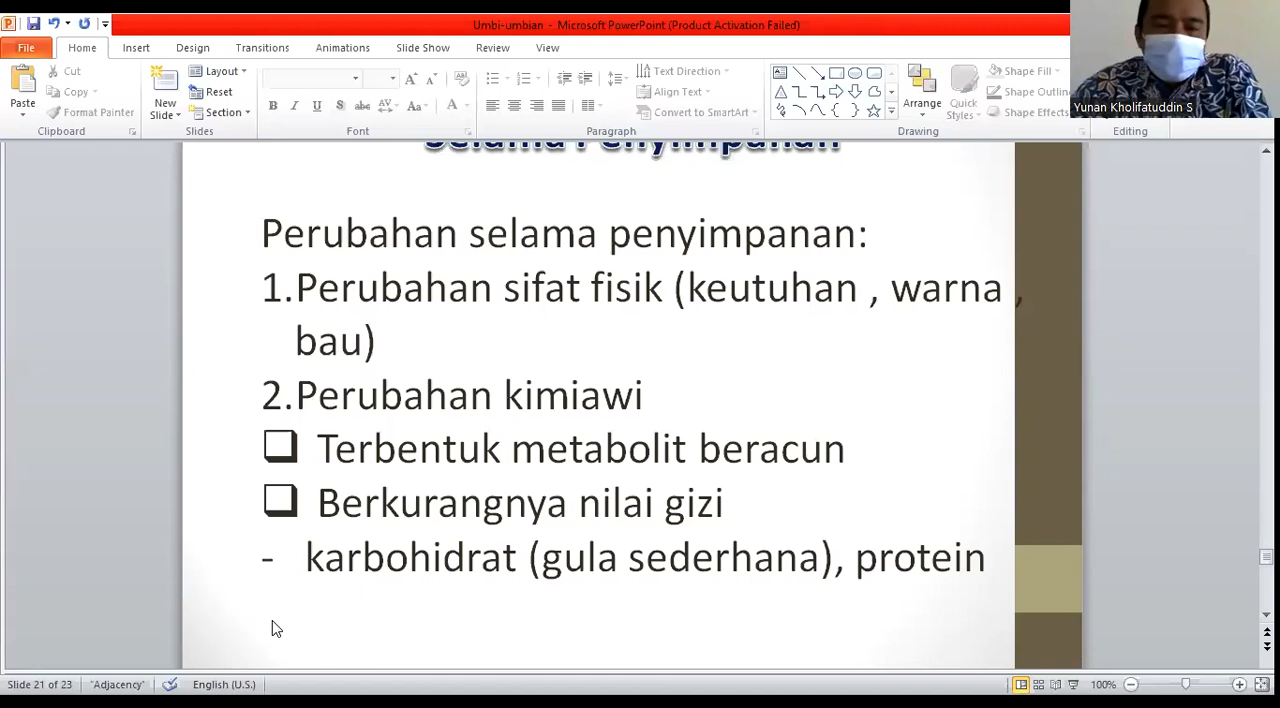 Umbi-umbian - Microsoft PowerPoint (Product Activation Failed)
File Home Insert Design Transitions Animations Slide Show Review View
Paste
Cut
Copy
Format Painter
Clipboard
New
Slide
Layout
Reset
Section
Slides
Font
Paragraph
Text Direction
Align Text
Convert to SmartArt
Arrange
Quick
Styles
Shape Fill
Shape Outlin
Shape Effects
Drawing
Editing
Yunan Kholifatuddin S
Selama Penyimpanan
Perubahan selama penyimpanan:
1.Perubahan sifat fisik (keutuhan , warna ,
bau)
2.Perubahan kimiawi
❑ Terbentuk metabolit beracun
❑ Berkurangnya nilai gizi
- karbohidrat (gula sederhana), protein
Slide 21 of 23 "Adjacency" English (U.S.) 100%